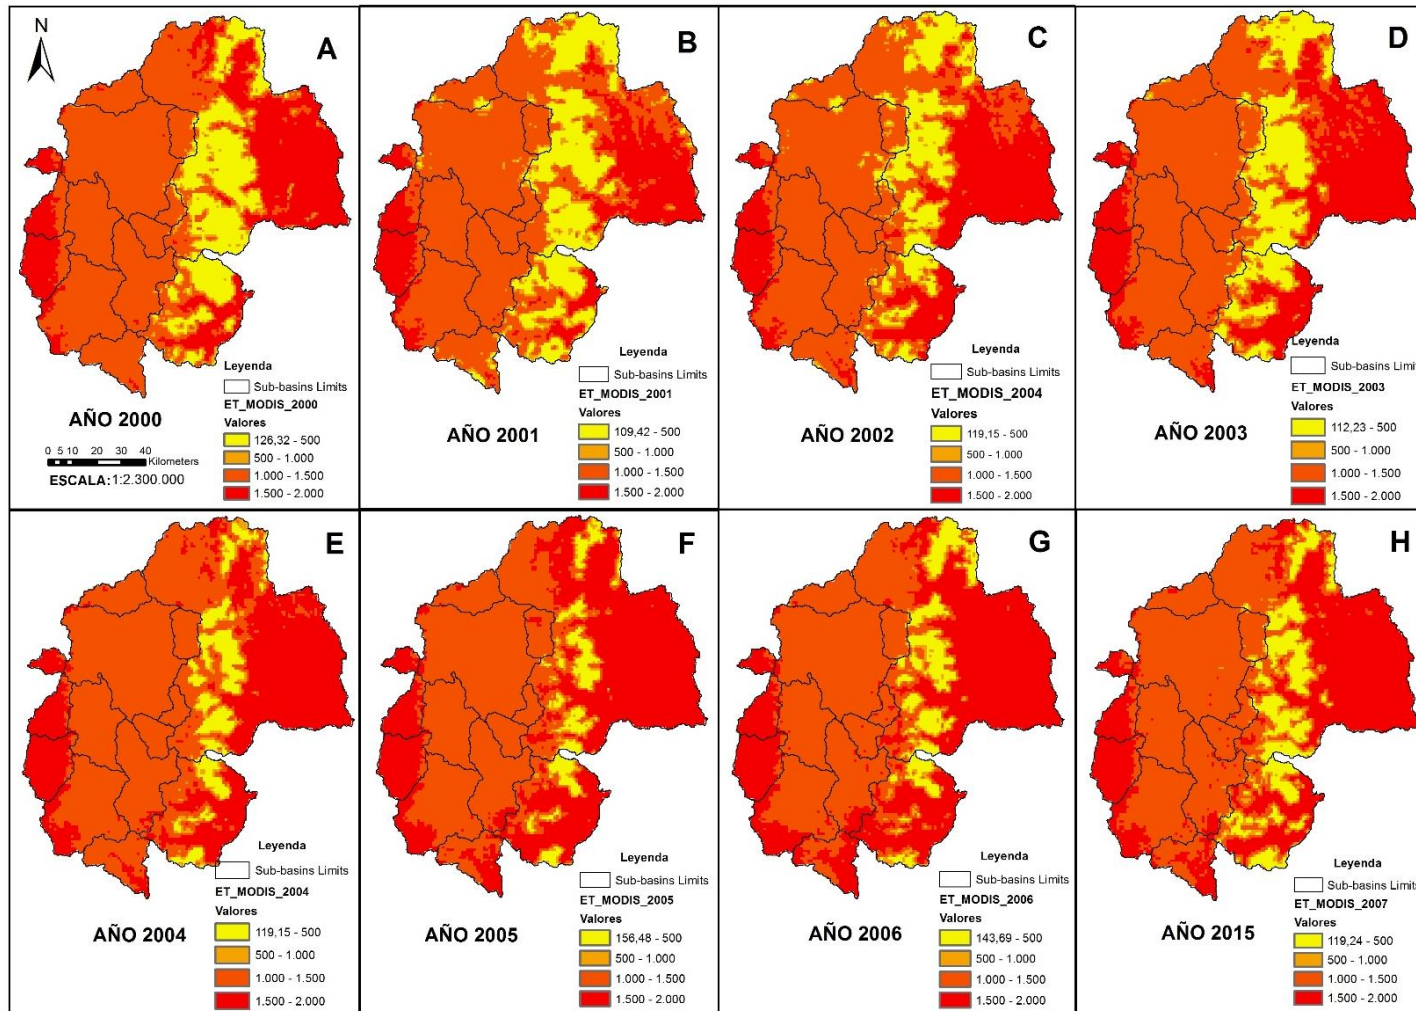 N
A
Leyenda
Sub-basins Limits
ET_MODIS_2000
Valores
126,32 - 500
500 - 1.000
1.000 - 1.500
1.500 - 2.000
AÑO 2000
0 5 10 20 30 40
Kilometers
ESCALA: 1:2.300.000
B
Leyenda
Sub-basins Limits
ET_MODIS_2001
Valores
109,42 - 500
500 - 1.000
1.000 - 1.500
1.500 - 2.000
AÑO 2001
C
Leyenda
Sub-basins Limits
ET_MODIS_2004
Valores
119,15 - 500
500 - 1.000
1.000 - 1.500
1.500 - 2.000
AÑO 2002
D
Leyenda
Sub-basins Limits
ET_MODIS_2003
Valores
112,23 - 500
500 - 1.000
1.000 - 1.500
1.500 - 2.000
AÑO 2003
E
Leyenda
Sub-basins Limits
ET_MODIS_2004
Valores
119,15 - 500
500 - 1.000
1.000 - 1.500
1.500 - 2.000
AÑO 2004
F
Leyenda
Sub-basins Limits
ET_MODIS_2005
Valores
156,48 - 500
500 - 1.000
1.000 - 1.500
1.500 - 2.000
AÑO 2005
G
Leyenda
Sub-basins Limits
ET_MODIS_2006
Valores
143,69 - 500
500 - 1.000
1.000 - 1.500
1.500 - 2.000
AÑO 2006
H
Leyenda
Sub-basins Limits
ET_MODIS_2007
Valores
119,24 - 500
500 - 1.000
1.000 - 1.500
1.500 - 2.000
AÑO 2015